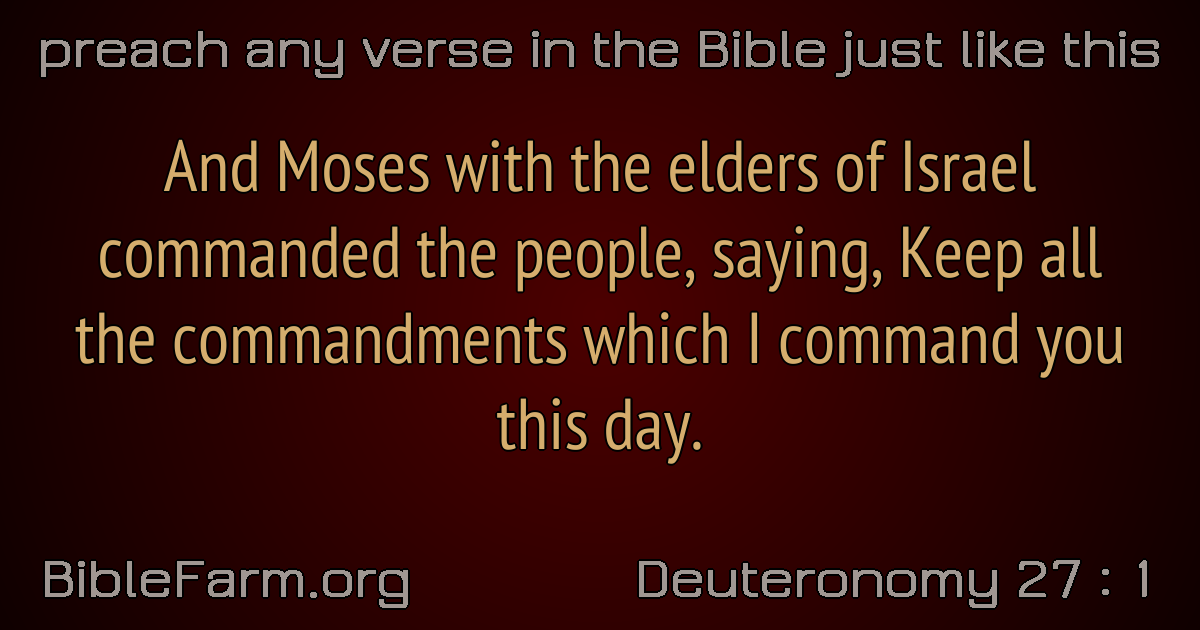 preach any verse in the Bible just like this
And Moses with the elders of Israel
commanded the people, saying, Keep all
the commandments which I command you
this day.
BibleFarm.org
Deuteronomy 27 : 1